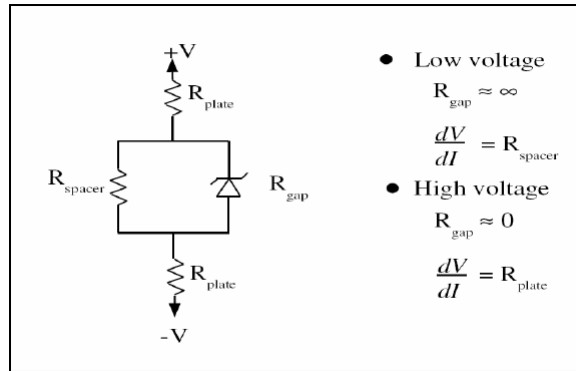 +V
R plate
R spacer
R gap
R plate
-V
• Low voltage
R gap ≈ ∞
dV/dI = R spacer
• High voltage
R gap ≈ 0
dV/dI = R plate